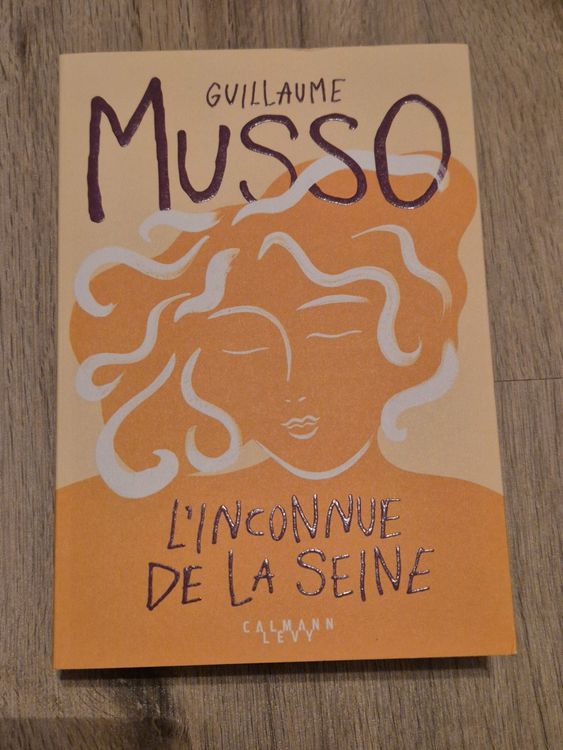 GUILLAUME
MUSSO
L'INCONNUE
DE LA SEINE
CALMANN
LEVY